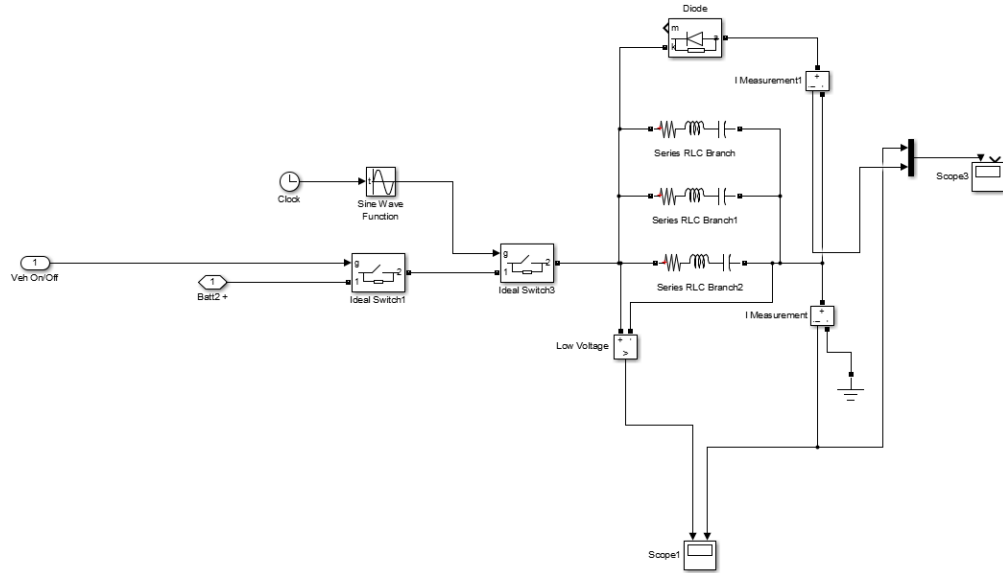 Diode
m
k
a
+
I Measurement1
Series RLC Branch
Scope3
Clock
t
Sine Wave
Function
Series RLC Branch1
g
1
2
Ideal Switch3
1
Veh On/Off
g
1
2
Ideal Switch1
1
Batt2 +
Series RLC Branch2
I Measurement
+
Low Voltage
+ -
>
Scope1